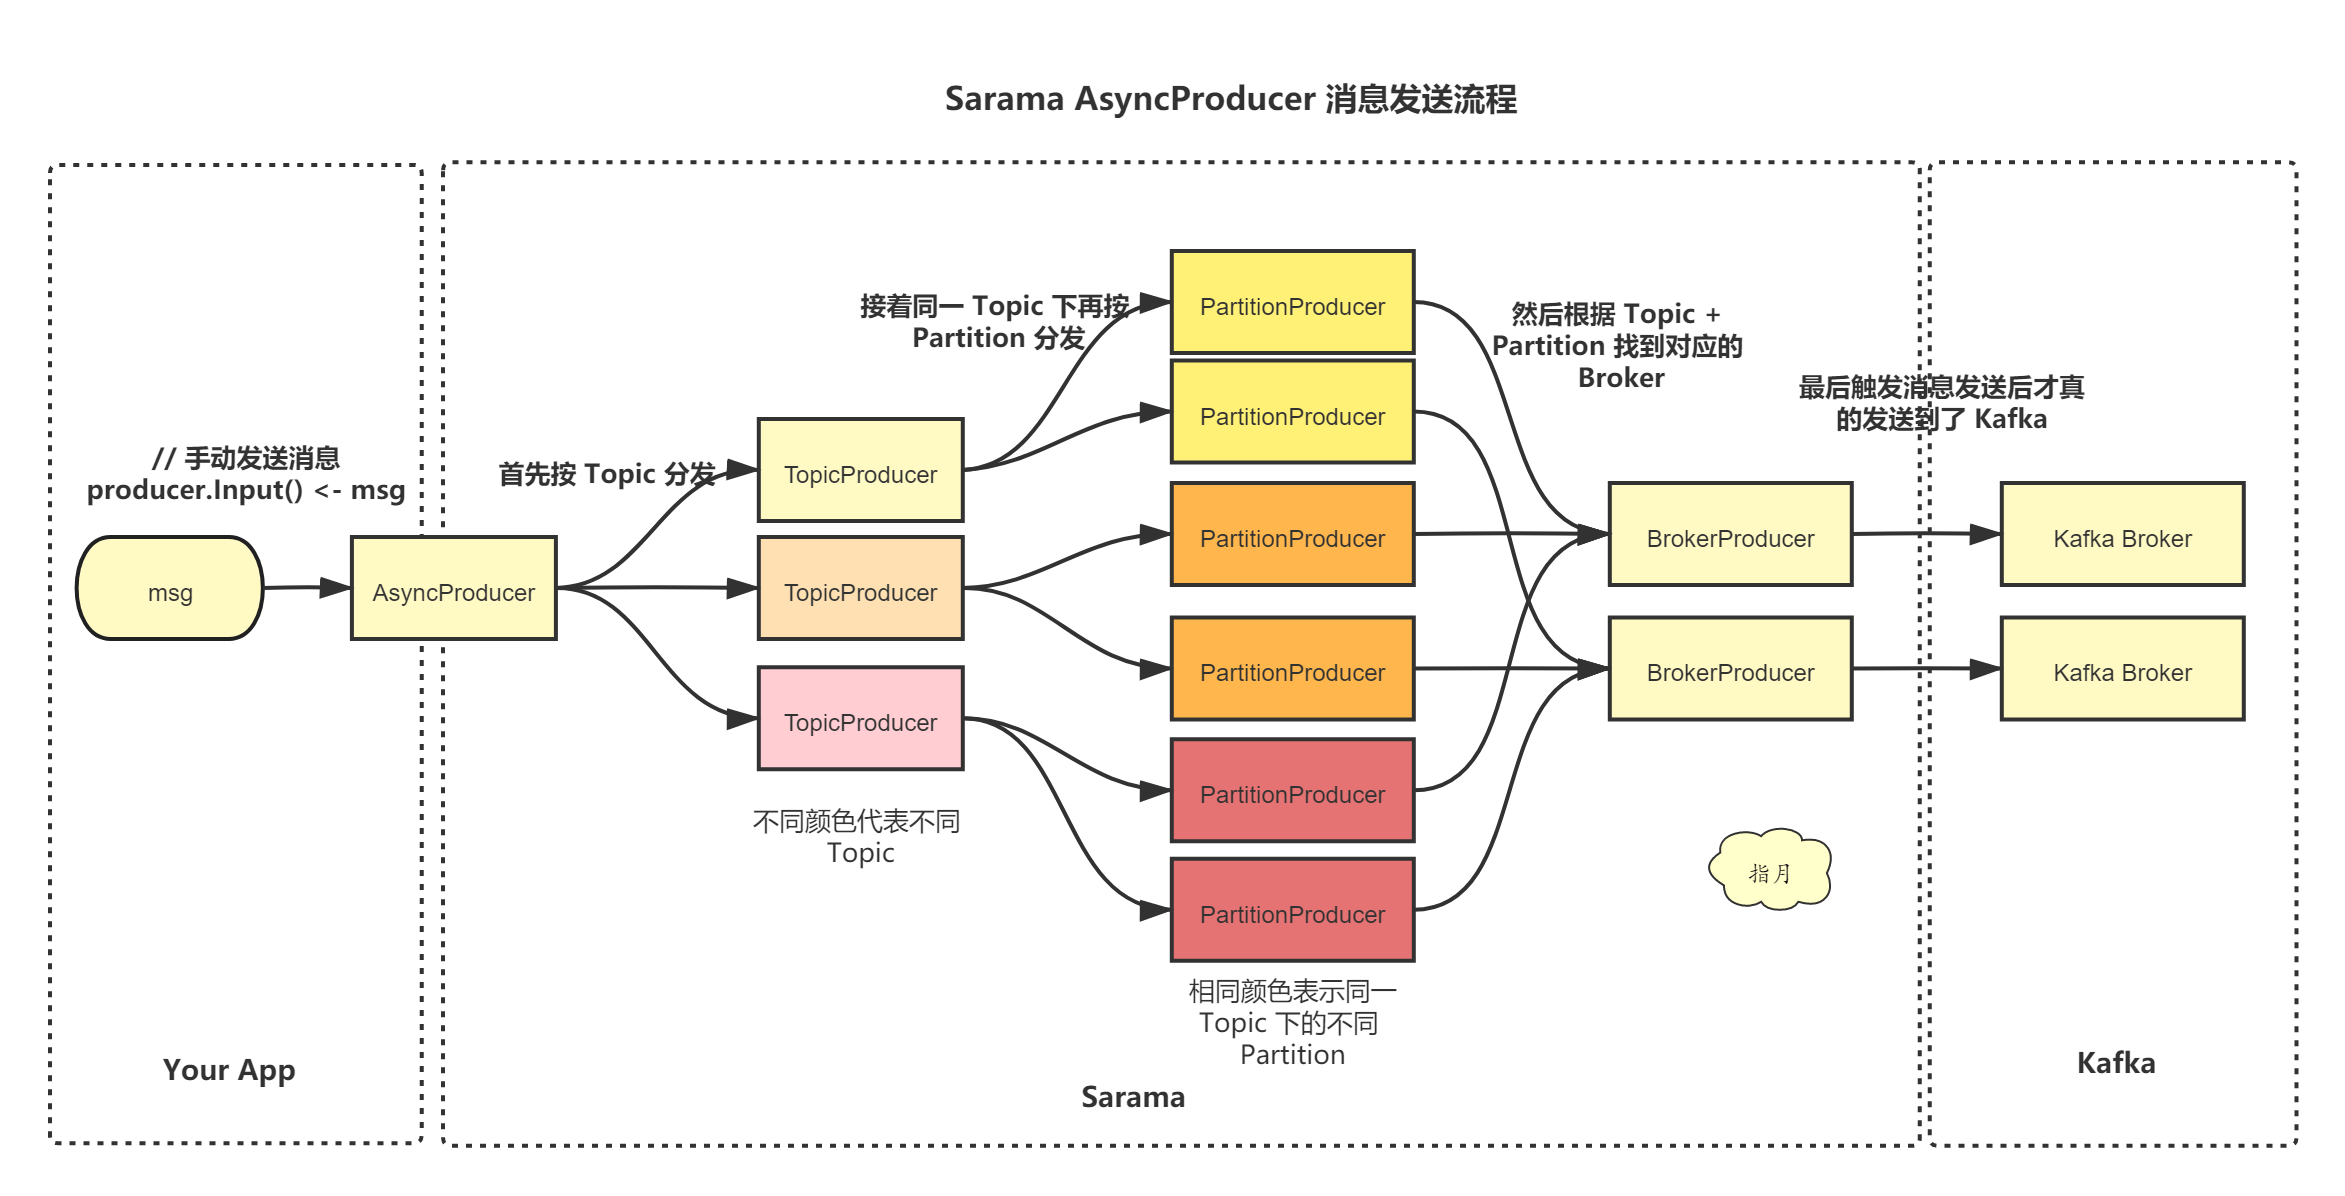 Sarama AsyncProducer 消息发送流程
// 手动发送消息
producer.Input() <- msg
msg
AsyncProducer
Your App
首先按 Topic 分发
TopicProducer
TopicProducer
TopicProducer
不同颜色代表不同
Topic
接着同一 Topic 下再按
Partition 分发
PartitionProducer
PartitionProducer
PartitionProducer
PartitionProducer
PartitionProducer
PartitionProducer
相同颜色表示同一
Topic 下的不同
Partition
Sarama
然后根据 Topic +
Partition 找到对应的
Broker
BrokerProducer
BrokerProducer
指月
最后触发消息发送后才真
的发送到了 Kafka
Kafka Broker
Kafka Broker
Kafka